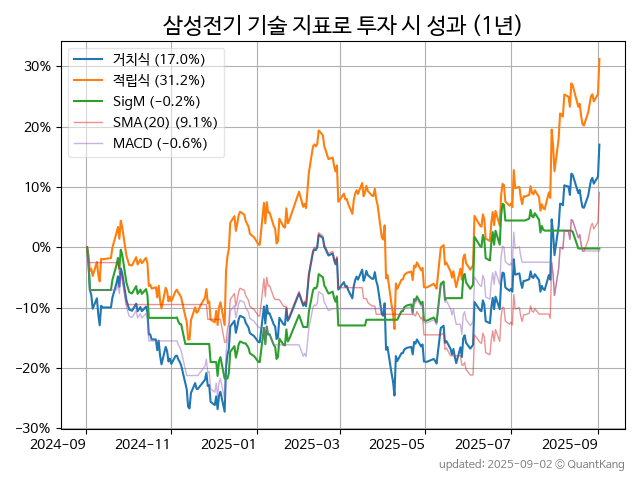 삼성전기 기술 지표로 투자 시 성과 (1년)
거치식 (17.0%)
적립식 (31.2%)
SigM (−0.2%)
SMA(20) (9.1%)
MACD (−0.6%)
30%
20%
10%
0%
−10%
−20%
−30%
2024-09 2024-11 2025-01 2025-03 2025-05 2025-07 2025-09
updated: 2025-09-02 © QuantKang